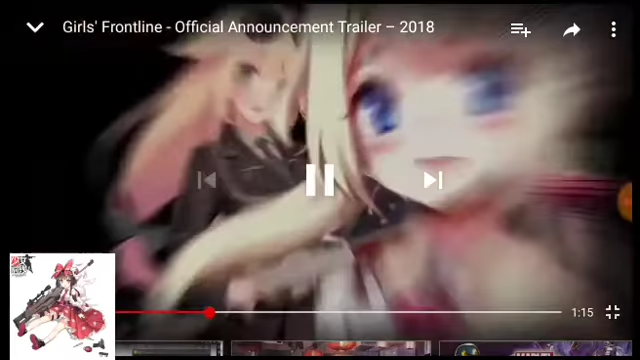 Girls' Frontline - Official Announcement Trailer – 2018
1:15